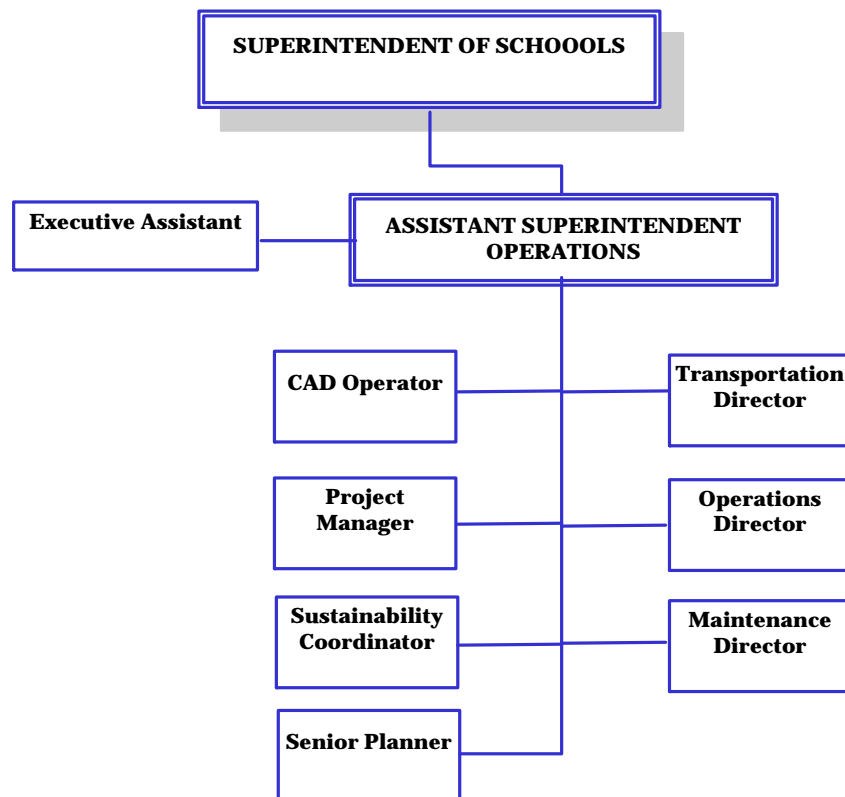 SUPERINTENDENT OF SCHOOOLS
Executive Assistant
ASSISTANT SUPERINTENDENT
OPERATIONS
CAD Operator
Transportation
Director
Project
Manager
Operations
Director
Sustainability
Coordinator
Maintenance
Director
Senior Planner